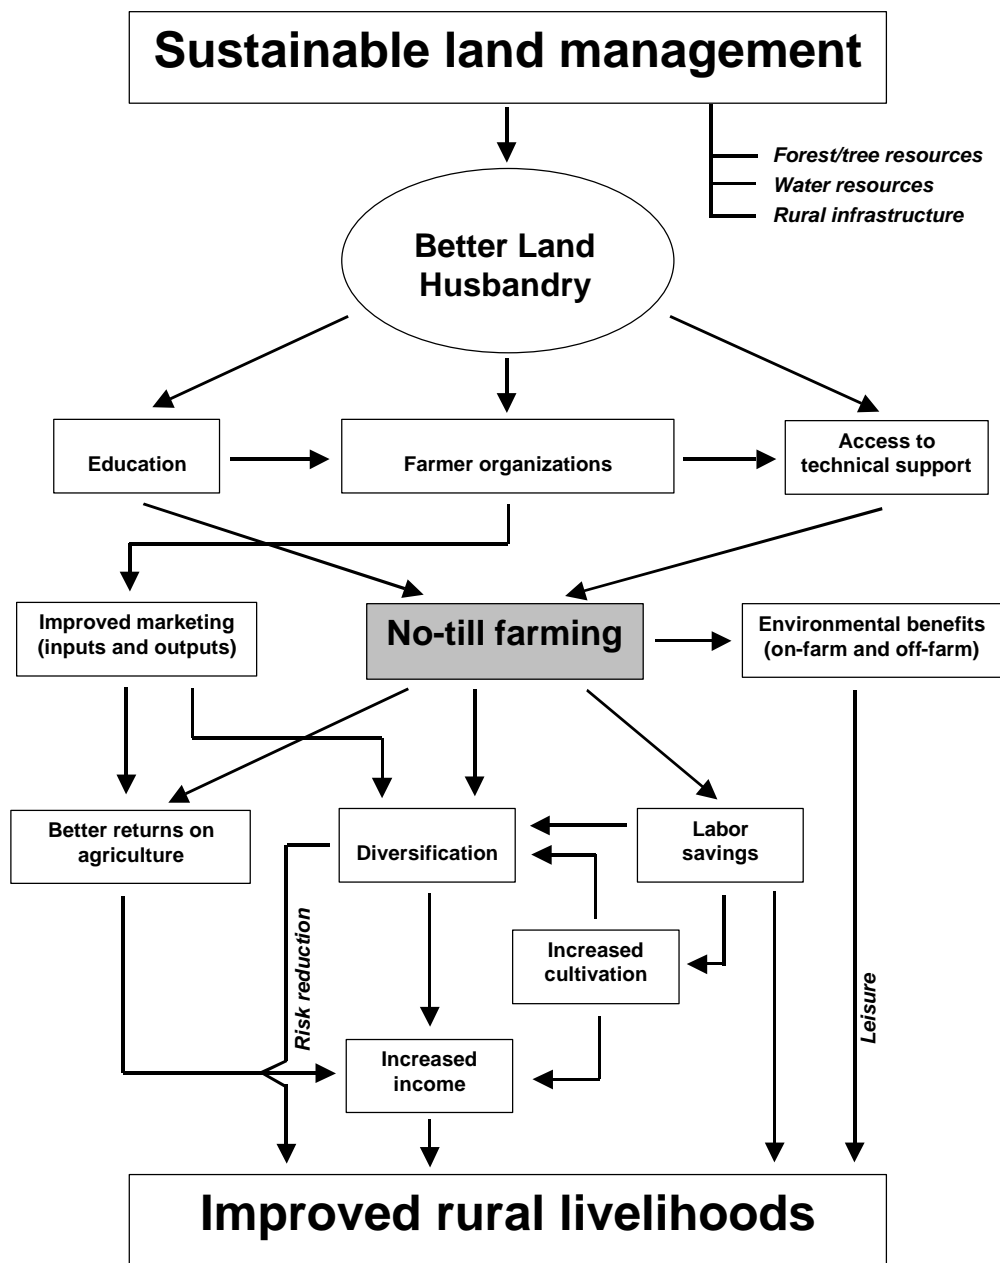 Sustainable land management
Forest/tree resources
Water resources
Rural infrastructure
Better Land
Husbandry
Education
Farmer organizations
Access to
technical support
Improved marketing
(inputs and outputs)
No-till farming
Environmental benefits
(on-farm and off-farm)
Better returns on
agriculture
Diversification
Labor
savings
Increased
cultivation
Risk reduction
Leisure
Increased
income
Improved rural livelihoods